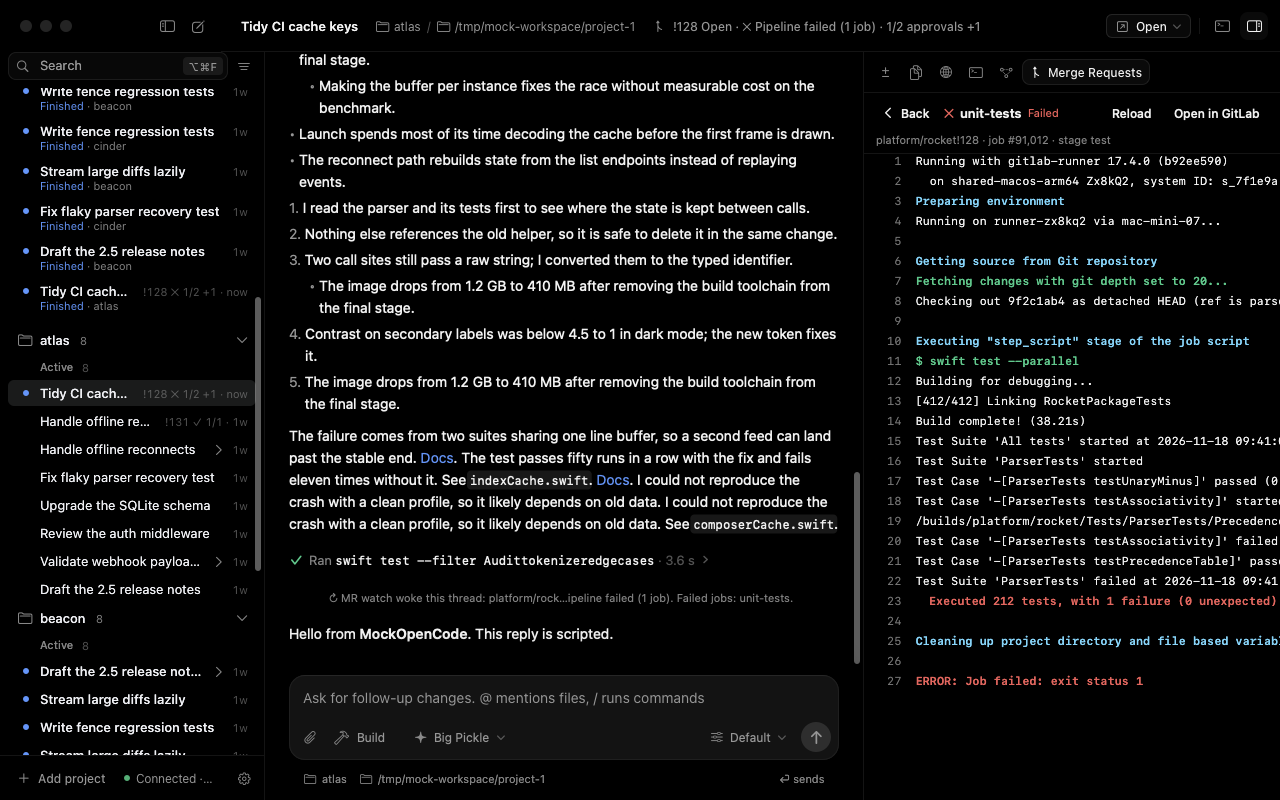 Tidy CI cache keys
atlas / /tmp/mock-workspace/project-1
!128 Open · × Pipeline failed (1 job) · 1/2 approvals +1
Open
Search ⌥⌘F
Write fence regression tests 1w
Finished · beacon
Write fence regression tests 1w
Finished · cinder
Stream large diffs lazily 1w
Finished · beacon
Fix flaky parser recovery test 1w
Finished · cinder
Draft the 2.5 release notes 1w
Finished · beacon
Tidy CI cach... !128 × 1/2 +1 · now
Finished · atlas
atlas 8
Active 8
Tidy CI cach... !128 × 1/2 +1 · now
Handle offline re... !131 ✓ 1/1 · 1w
Handle offline reconnects 1w
Fix flaky parser recovery test 1w
Upgrade the SQLite schema 1w
Review the auth middleware 1w
Validate webhook payloa... 1w
Draft the 2.5 release notes 1w
beacon 8
Active 8
Draft the 2.5 release not... 1w
Stream large diffs lazily 1w
Write fence regression tests 1w
Stream large diffs lazily 1w
Add project
Connected ·...
final stage.
• Making the buffer per instance fixes the race without measurable cost on the
benchmark.
• Launch spends most of its time decoding the cache before the first frame is drawn.
• The reconnect path rebuilds state from the list endpoints instead of replaying
events.
1. I read the parser and its tests first to see where the state is kept between calls.
2. Nothing else references the old helper, so it is safe to delete it in the same change.
3. Two call sites still pass a raw string; I converted them to the typed identifier.
• The image drops from 1.2 GB to 410 MB after removing the build toolchain from
the final stage.
4. Contrast on secondary labels was below 4.5 to 1 in dark mode; the new token fixes
it.
5. The image drops from 1.2 GB to 410 MB after removing the build toolchain from
the final stage.
The failure comes from two suites sharing one line buffer, so a second feed can land
past the stable end. Docs. The test passes fifty runs in a row with the fix and fails
eleven times without it. See indexCache.swift. Docs. I could not reproduce the
crash with a clean profile, so it likely depends on old data. I could not reproduce the
crash with a clean profile, so it likely depends on old data. See composerCache.swift.
Ran swift test --filter Audittokenizeredgecases · 3.6 s
MR watch woke this thread: platform/rock...ipeline failed (1 job). Failed jobs: unit-tests.
Hello from MockOpenCode. This reply is scripted.
Ask for follow-up changes. @ mentions files, / runs commands
Build
Big Pickle
Default
atlas /tmp/mock-workspace/project-1
sends
Merge Requests
Back × unit-tests Failed Reload Open in GitLab
platform/rocket!128 · job #91,012 · stage test
1 Running with gitlab-runner 17.4.0 (b92ee590)
2 on shared-macos-arm64 Zx8kQ2, system ID: s_7f1e9a
3 Preparing environment
4 Running on runner-zx8kq2 via mac-mini-07...
5
6 Getting source from Git repository
7 Fetching changes with git depth set to 20...
8 Checking out 9f2c1ab4 as detached HEAD (ref is parse
9
10 Executing "step_script" stage of the job script
11 $ swift test --parallel
12 Building for debugging...
13 [412/412] Linking RocketPackageTests
14 Build complete! (38.21s)
15 Test Suite 'All tests' started at 2026-11-18 09:41:0
16 Test Suite 'ParserTests' started
17 Test Case '-[ParserTests testUnaryMinus]' passed (0
18 Test Case '-[ParserTests testAssociativity]' started
19 /builds/platform/rocket/Tests/ParserTests/Precedence
20 Test Case '-[ParserTests testAssociativity]' failed
21 Test Case '-[ParserTests testPrecedenceTable]' passe
22 Test Suite 'ParserTests' failed at 2026-11-18 09:41
23 Executed 212 tests, with 1 failure (0 unexpected)
24
25 Cleaning up project directory and file based variabl
26
27 ERROR: Job failed: exit status 1